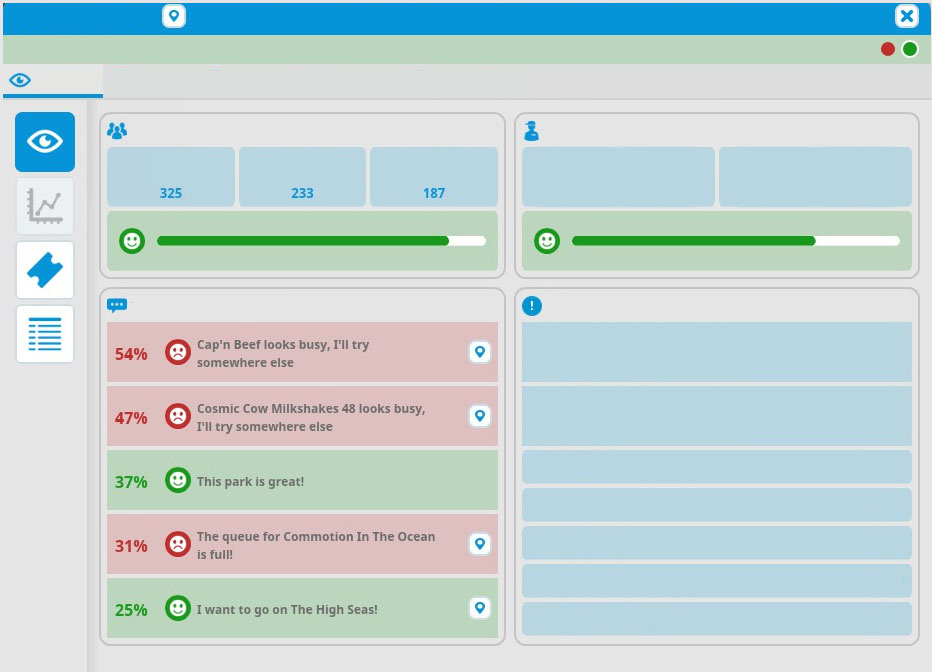 325 233 187
54% Cap'n Beef looks busy, I'll try
somewhere else
47% Cosmic Cow Milkshakes 48 looks busy,
I'll try somewhere else
37% This park is great!
31% The queue for Commotion In The Ocean
is full!
25% I want to go on The High Seas!